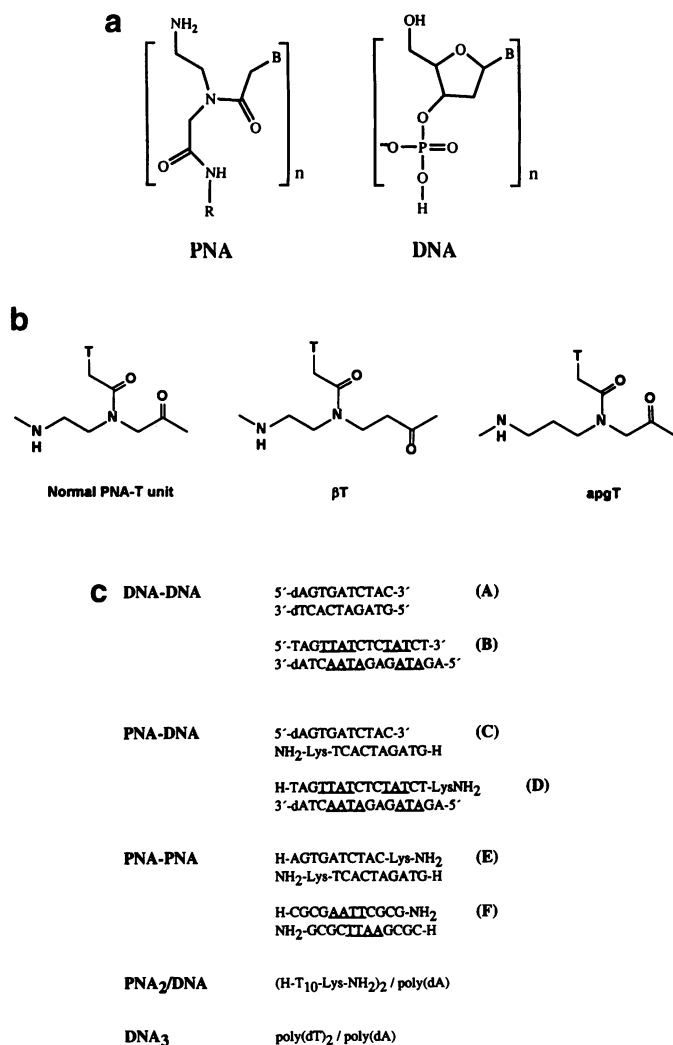 a
NH2
B
N
O
O
NH
R
n
PNA
OH
O
B
O
O
P
O
O
H
n
DNA
b
T
O
O
N
N
H
Normal PNA-T unit
T
O
N
N
H
O
βT
T
O
O
N
N
H
apgT
c DNA-DNA 5´-dAGTGATCTAC-3´ (A)
3´-dTCACTAGATG-5´
5´-TAGTTATCTCTATCT-3´ (B)
3´-dATCAATAGAGATAGA-5´
PNA-DNA 5´-dAGTGATCTAC-3´ (C)
NH2-Lys-TCACTAGATG-H
H-TAGTTATCTCTATCT-LysNH2 (D)
3´-dATCAATAGAGATAGA-5´
PNA-PNA H-AGTGATCTAC-Lys-NH2 (E)
NH2-Lys-TCACTAGATG-H
H-CGCGAATTCGCG-NH2 (F)
NH2-GCGCTTAAGCGC-H
PNA2/DNA (H-T10-Lys-NH2)2 / poly(dA)
DNA3 poly(dT)2 / poly(dA)